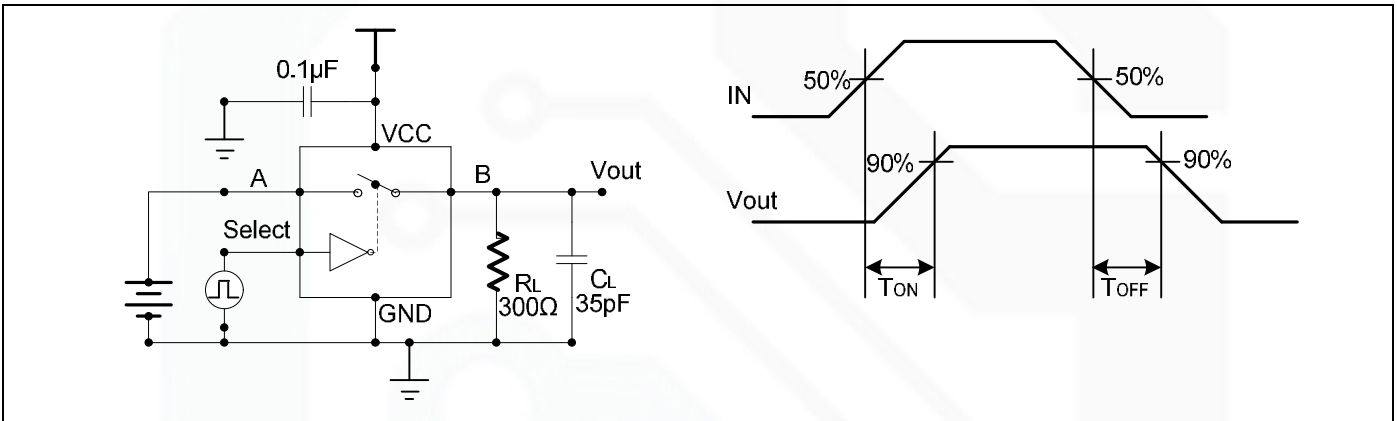 0.1µF
VCC
A
B
Vout
Select
RL
300Ω
CL
35pF
GND
IN
50%
50%
90%
90%
Vout
TON
TOFF